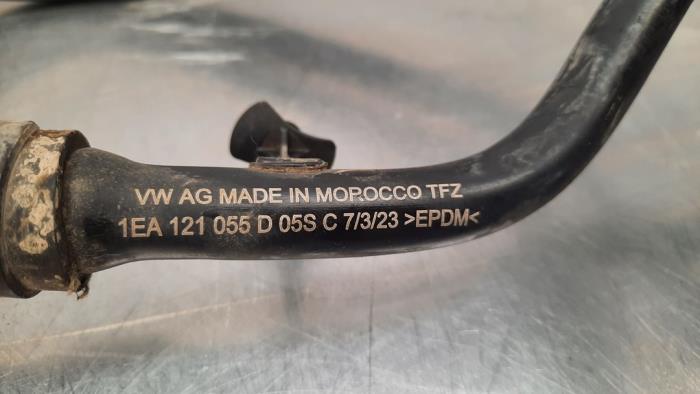 VW AG MADE IN MOROCCO TFZ
1EA 121 055 D 05S C 7/3/23 >EPDM<